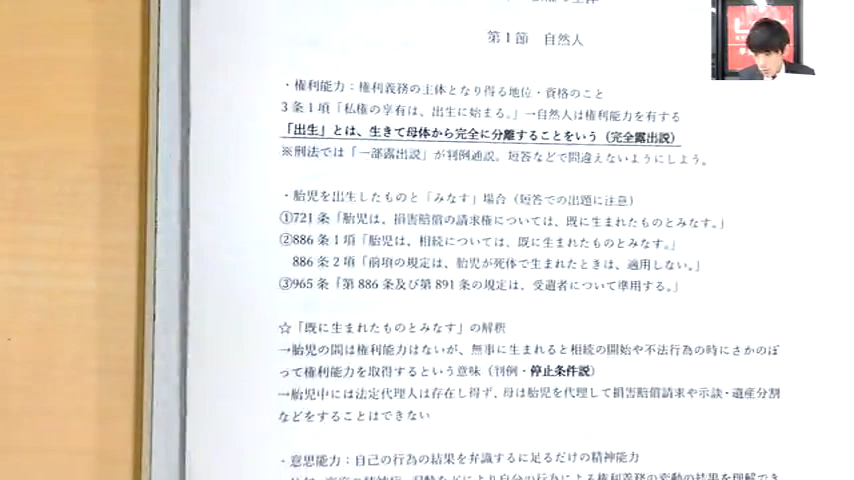 第1節 自然人
・権利能力：権利義務の主体となり得る地位・資格のこと
3条1項「私権の享有は、出生に始まる。」→自然人は権利能力を有する
「出生」とは、生きて母体から完全に分離することをいう（完全露出説）
※刑法では「一部露出説」が判例通説。短答などで間違えないようにしよう。
・胎児を出生したものと「みなす」場合（短答での出題に注意）
①721条「胎児は、損害賠償の請求権については、既に生まれたものとみなす。」
②886条1項「胎児は、相続については、既に生まれたものとみなす。」
886条2項「前項の規定は、胎児が死体で生まれたときは、適用しない。」
③965条「第886条及び第891条の規定は、受遺者について準用する。」
☆「既に生まれたものとみなす」の解釈
→胎児の間は権利能力はないが、無事に生まれると相続の開始や不法行為の時にさかのぼ
って権利能力を取得するという意味（判例・停止条件説）
→胎児中には法定代理人は存在し得ず、母は胎児を代理して損害賠償請求や示談・遺産分割
などをすることはできない
・意思能力：自己の行為の結果を弁識するに足るだけの精神能力